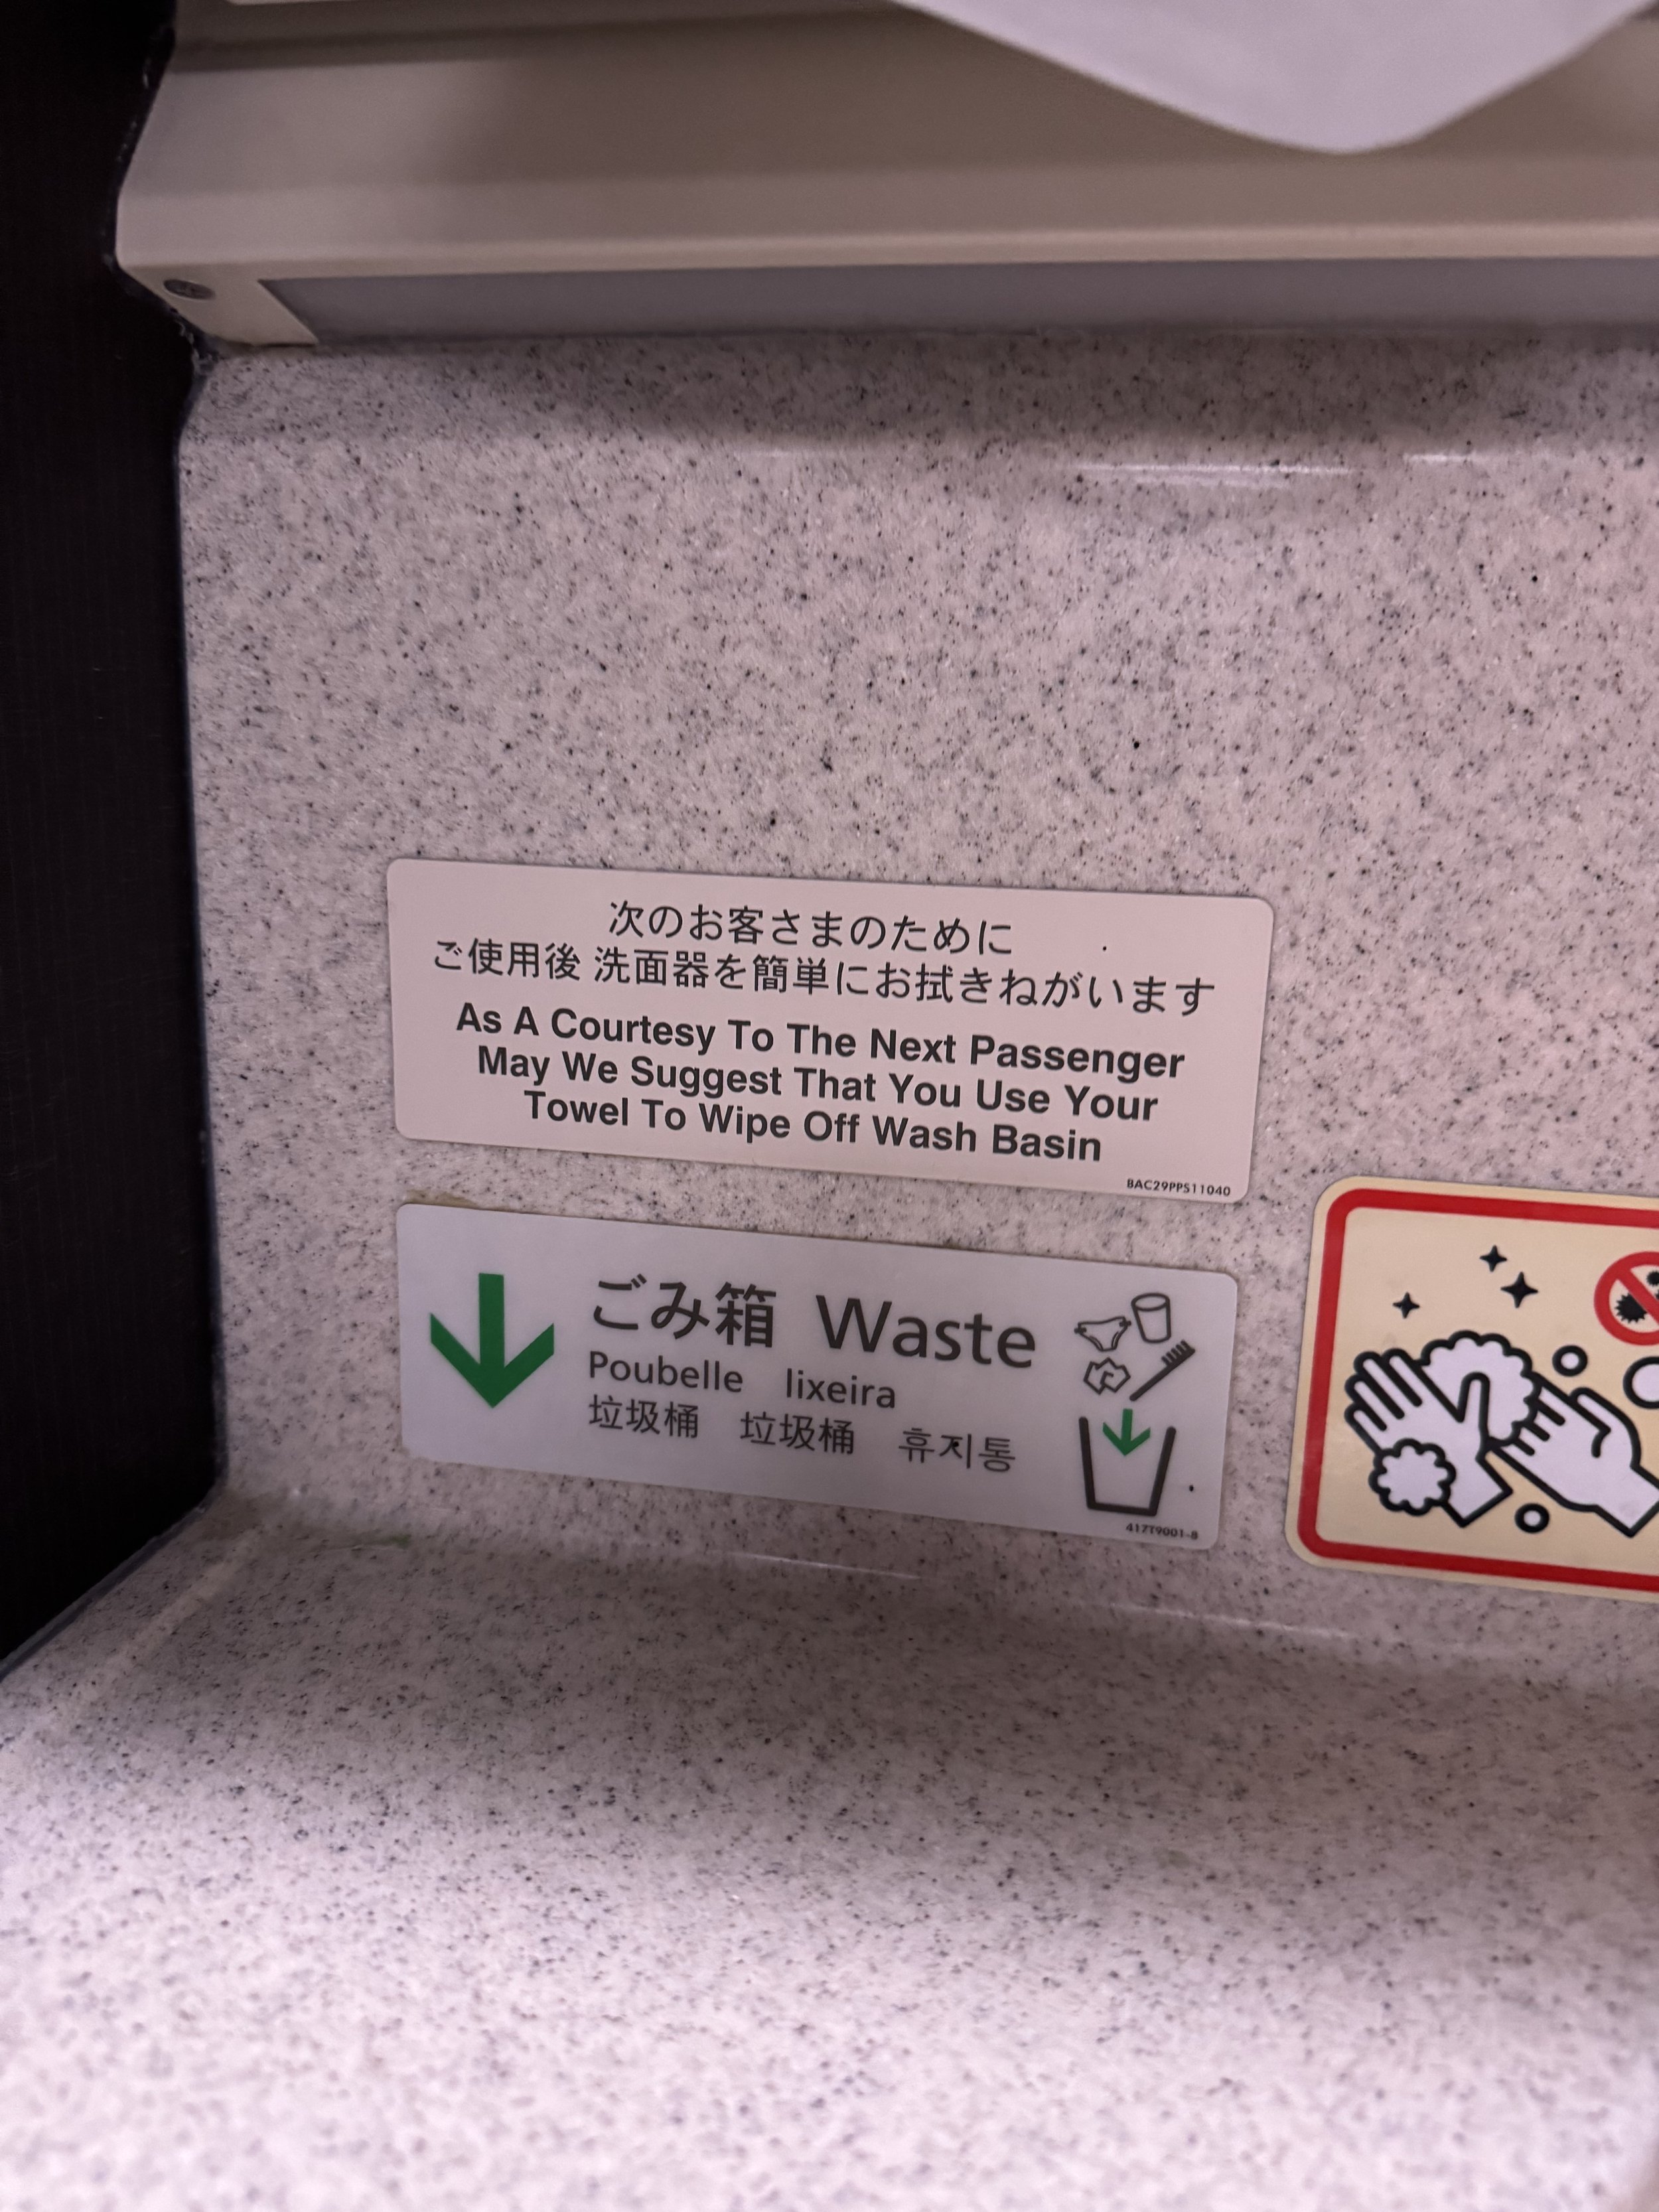 次のお客さまのために
ご使用後 洗面器を簡単にお拭きねがいます
As A Courtesy To The Next Passenger
May We Suggest That You Use Your
Towel To Wipe Off Wash Basin
BAC29PPS11040
ごみ箱 Waste
Poubelle lixeira
垃圾桶 垃圾桶 휴지통
417T9001-8